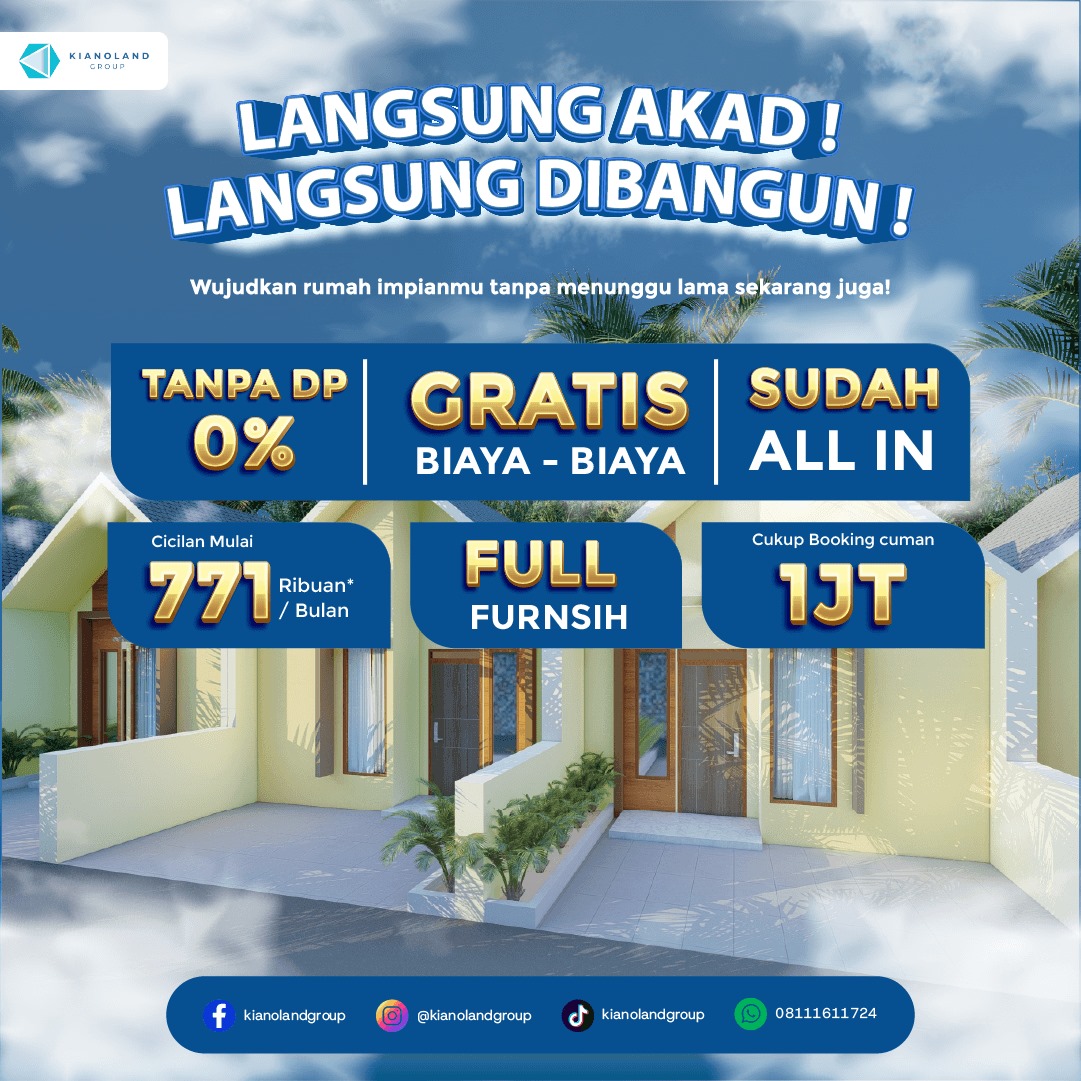 KIANOLAND
GROUP
LANGSUNG AKAD !
LANGSUNG DIBANGUN !
Wujudkan rumah impianmu tanpa menunggu lama sekarang juga!
TANPA DP
0%
GRATIS
BIAYA - BIAYA
SUDAH
ALL IN
Cicilan Mulai
771 Ribuan*
/ Bulan
FULL
FURNSIH
Cukup Booking cuman
1JT
kianolandgroup
@kianolandgroup
kianolandgroup
08111611724